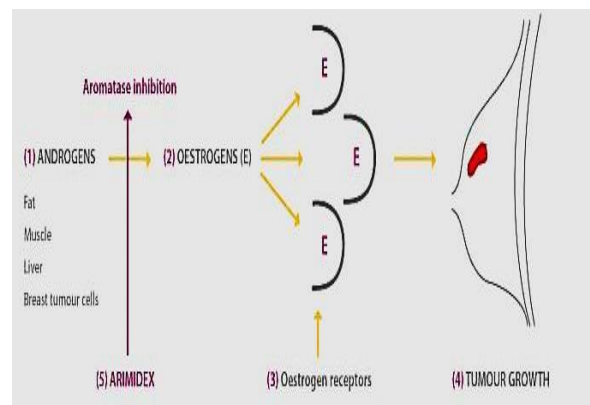 Aromatase inhibition
(1) ANDROGENS
(2) OESTROGENS (E)
E
E
E
Fat
Muscle
Liver
Breast tumour cells
(5) ARIMIDEX
(3) Oestrogen receptors
(4) TUMOUR GROWTH